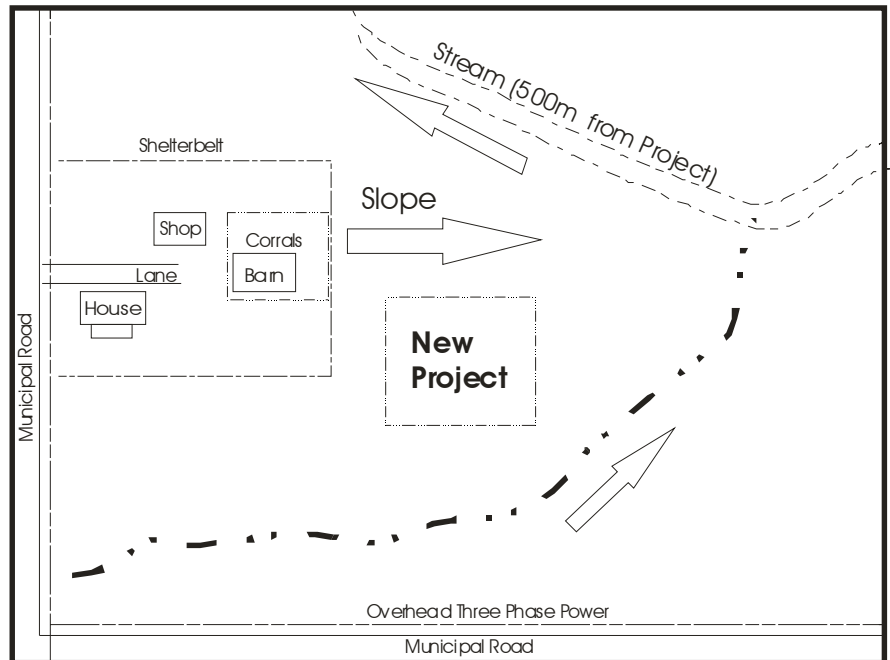 Stream (500m from Project)
Shelterbelt
Slope
Shop
Corrals
Lane
Barn
House
New
Project
Municipal Road
Overhead Three Phase Power
Municipal Road